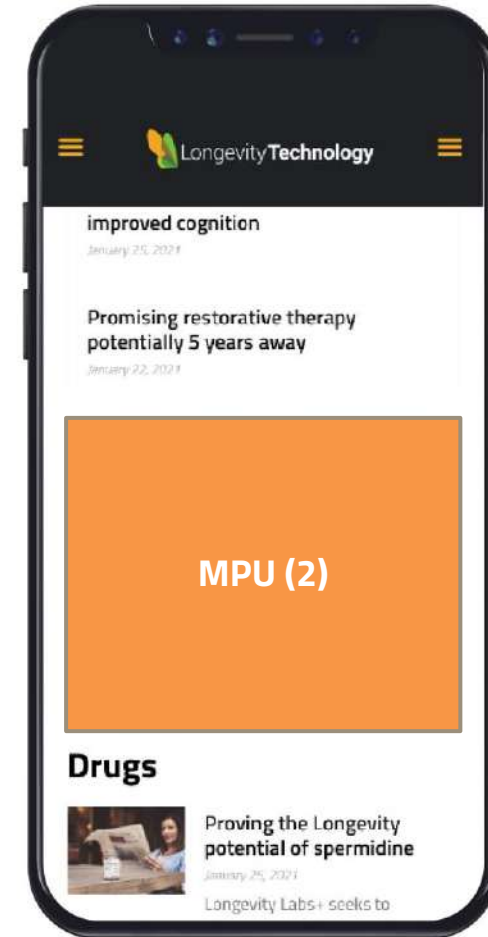 LongevityTechnology
improved cognition
January 25, 2021
Promising restorative therapy
potentially 5 years away
January 22, 2021
MPU (2)
Drugs
Proving the Longevity
potential of spermidine
January 25, 2021
Longevity Labs+ seeks to